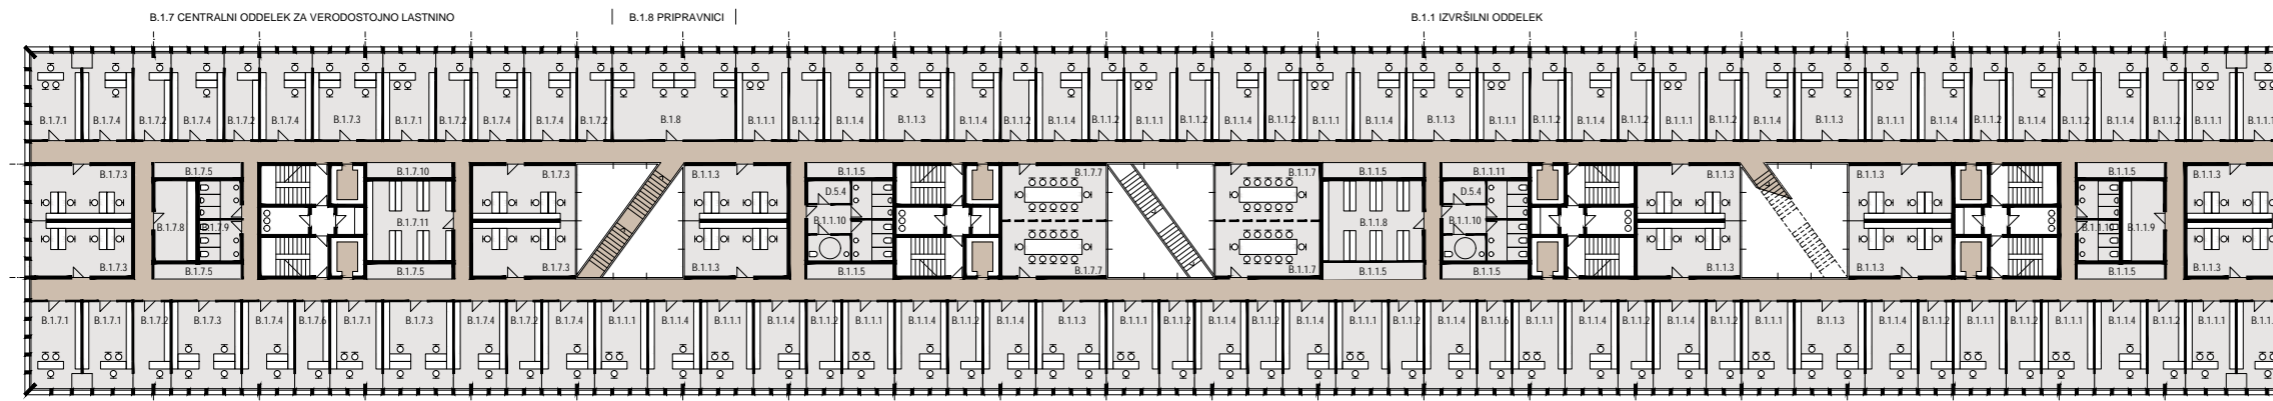 B.1.7 CENTRALNI ODDELEK ZA VERODOSTOJNO LASTNINO B.1.8 PRIPRAVNICI B.1.1 IZVRŠILNI ODDELEK
B.1.7.1 B.1.7.4 B.1.7.2 B.1.7.4 B.1.7.2 B.1.7.4 B.1.7.3 B.1.7.1 B.1.7.2 B.1.7.4 B.1.7.4 B.1.7.2 B.1.8 B.1.1.1 B.1.1.2 B.1.1.4 B.1.1.3 B.1.1.4 B.1.1.2 B.1.1.4 B.1.1.2 B.1.1.1 B.1.1.2 B.1.1.4 B.1.1.2 B.1.1.1 B.1.1.4 B.1.1.3 B.1.1.1 B.1.1.2 B.1.1.4 B.1.1.2 B.1.1.1 B.1.1.2 B.1.1.4 B.1.1.3 B.1.1.4 B.1.1.2 B.1.1.4 B.1.1.2 B.1.1.1
B.1.7.3 B.1.7.5 B.1.7.10 B.1.7.3 B.1.1.3 B.1.1.5 B.1.7.7 B.1.1.7 B.1.1.5 B.1.1.11 B.1.1.3 B.1.1.3 B.1.1.5 B.1.1.3
D.5.4 D.5.4
B.1.7.8 B.1.7.9 B.1.7.11 B.1.1.10 B.1.1.8 B.1.1.10 B.1.1.10 B.1.1.9
B.1.7.3 B.1.7.5 B.1.7.5 B.1.7.3 B.1.1.3 B.1.1.5 B.1.7.7 B.1.1.7 B.1.1.5 B.1.1.5 B.1.1.3 B.1.1.3 B.1.1.5 B.1.1.3
B.1.7.1 B.1.7.1 B.1.7.2 B.1.7.3 B.1.7.4 B.1.7.6 B.1.7.1 B.1.7.3 B.1.7.4 B.1.7.2 B.1.7.4 B.1.1.1 B.1.1.4 B.1.1.1 B.1.1.4 B.1.1.2 B.1.1.1 B.1.1.4 B.1.1.2 B.1.1.4 B.1.1.3 B.1.1.1 B.1.1.2 B.1.1.4 B.1.1.2 B.1.1.4 B.1.1.1 B.1.1.2 B.1.1.4 B.1.1.6 B.1.1.1 B.1.1.4 B.1.1.2 B.1.1.4 B.1.1.2 B.1.1.1 B.1.1.3 B.1.1.4 B.1.1.2 B.1.1.1 B.1.1.2 B.1.1.1 B.1.1.4 B.1.1.2 B.1.1.1